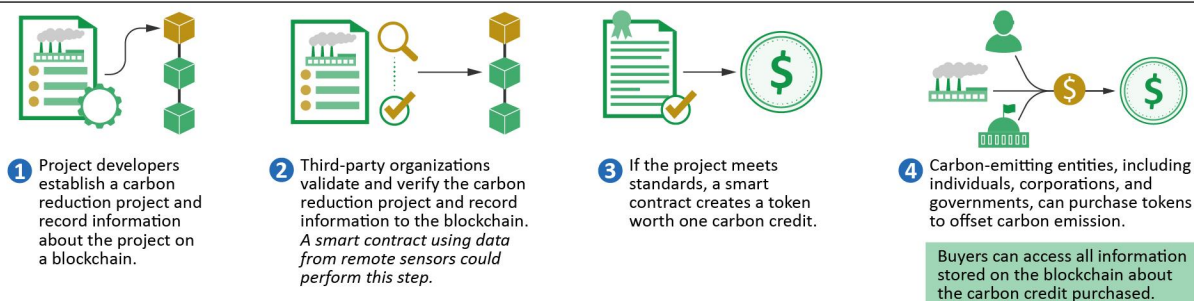 1 Project developers
establish a carbon
reduction project and
record information
about the project on
a blockchain.
2 Third-party organizations
validate and verify the carbon
reduction project and record
information to the blockchain.
A smart contract using data
from remote sensors could
perform this step.
$
3 If the project meets
standards, a smart
contract creates a token
worth one carbon credit.
$
$
4 Carbon-emitting entities, including
individuals, corporations, and
governments, can purchase tokens
to offset carbon emission.
Buyers can access all information
stored on the blockchain about
the carbon credit purchased.